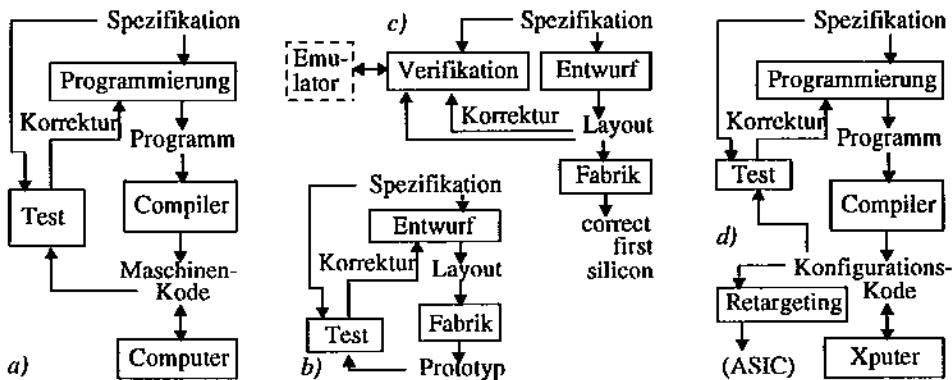 Spezifikation
Programmierung
Korrektur
Programm
Test
Compiler
Maschinen-
Kode
a)
Computer
c)
Spezifikation
Emu-
lator
Verifikation
Entwurf
Korrektur
Layout
Fabrik
correct
first
silicon
Spezifikation
Entwurf
Korrektur
Layout
Test
Fabrik
b)
Prototyp
Spezifikation
Programmierung
Korrektur
Programm
Test
Compiler
d)
Konfigurations-
Kode
Retargeting
(ASIC)
Xputer